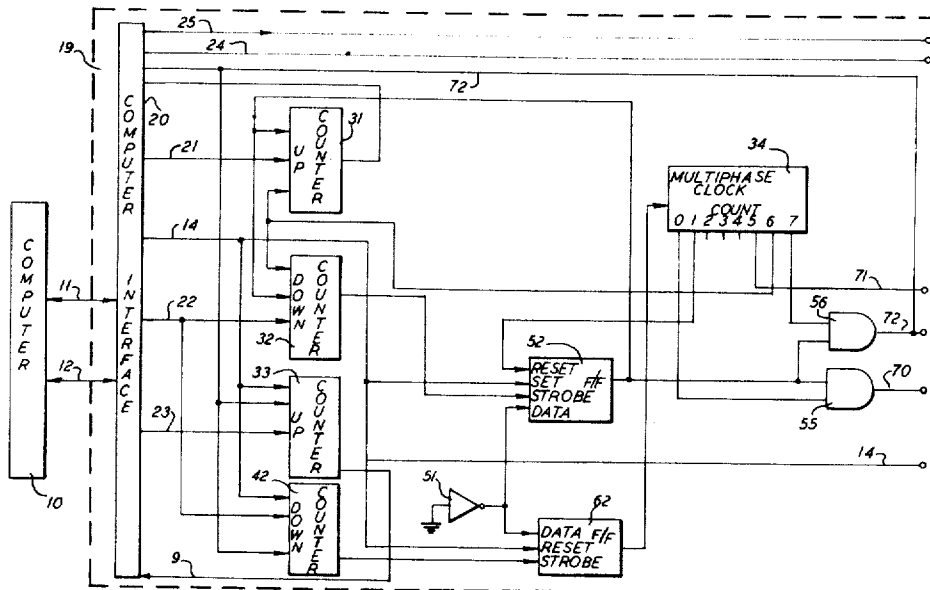 25
24
19
72
20
COMPUTER INTERFACE
21
UP COUNTER
31
34
MULTIPHASE
CLOCK
COUNT
0 1 2 3 4 5 6 7
14
COMPUTER
10
11
22
DOWN COUNTER
32
71
56
72
12
33
52
RESET
SET F/F
STROBE
DATA
70
55
23
UP COUNTER
14
42
DOWN COUNTER
51
62
DATA F/F
RESET
STROBE
9